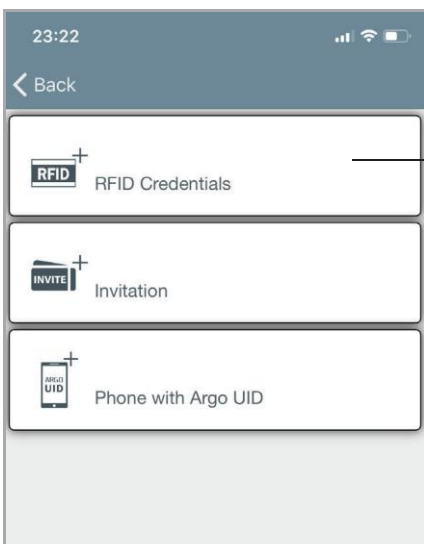 23:22
Back
RFID
RFID Credentials
INVITE
Invitation
ARGO
UID
Phone with Argo UID